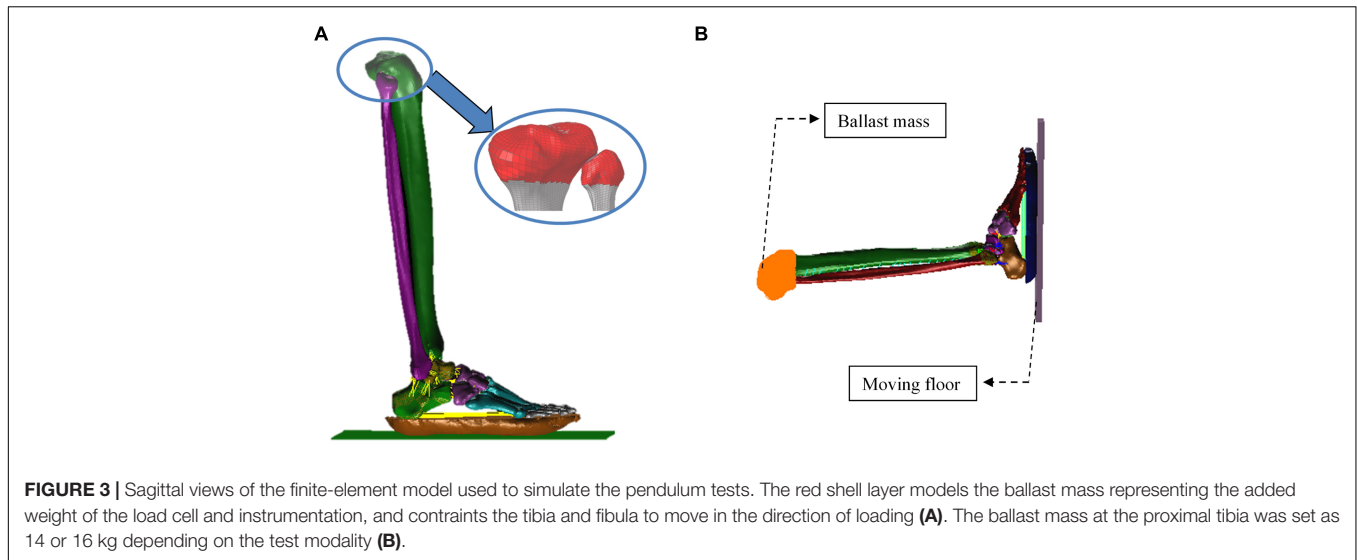 A
B
Ballast mass
Moving floor
FIGURE 3 | Sagittal views of the finite-element model used to simulate the pendulum tests. The red shell layer models the ballast mass representing the added
weight of the load cell and instrumentation, and contraints the tibia and fibula to move in the direction of loading (A). The ballast mass at the proximal tibia was set as
14 or 16 kg depending on the test modality (B).